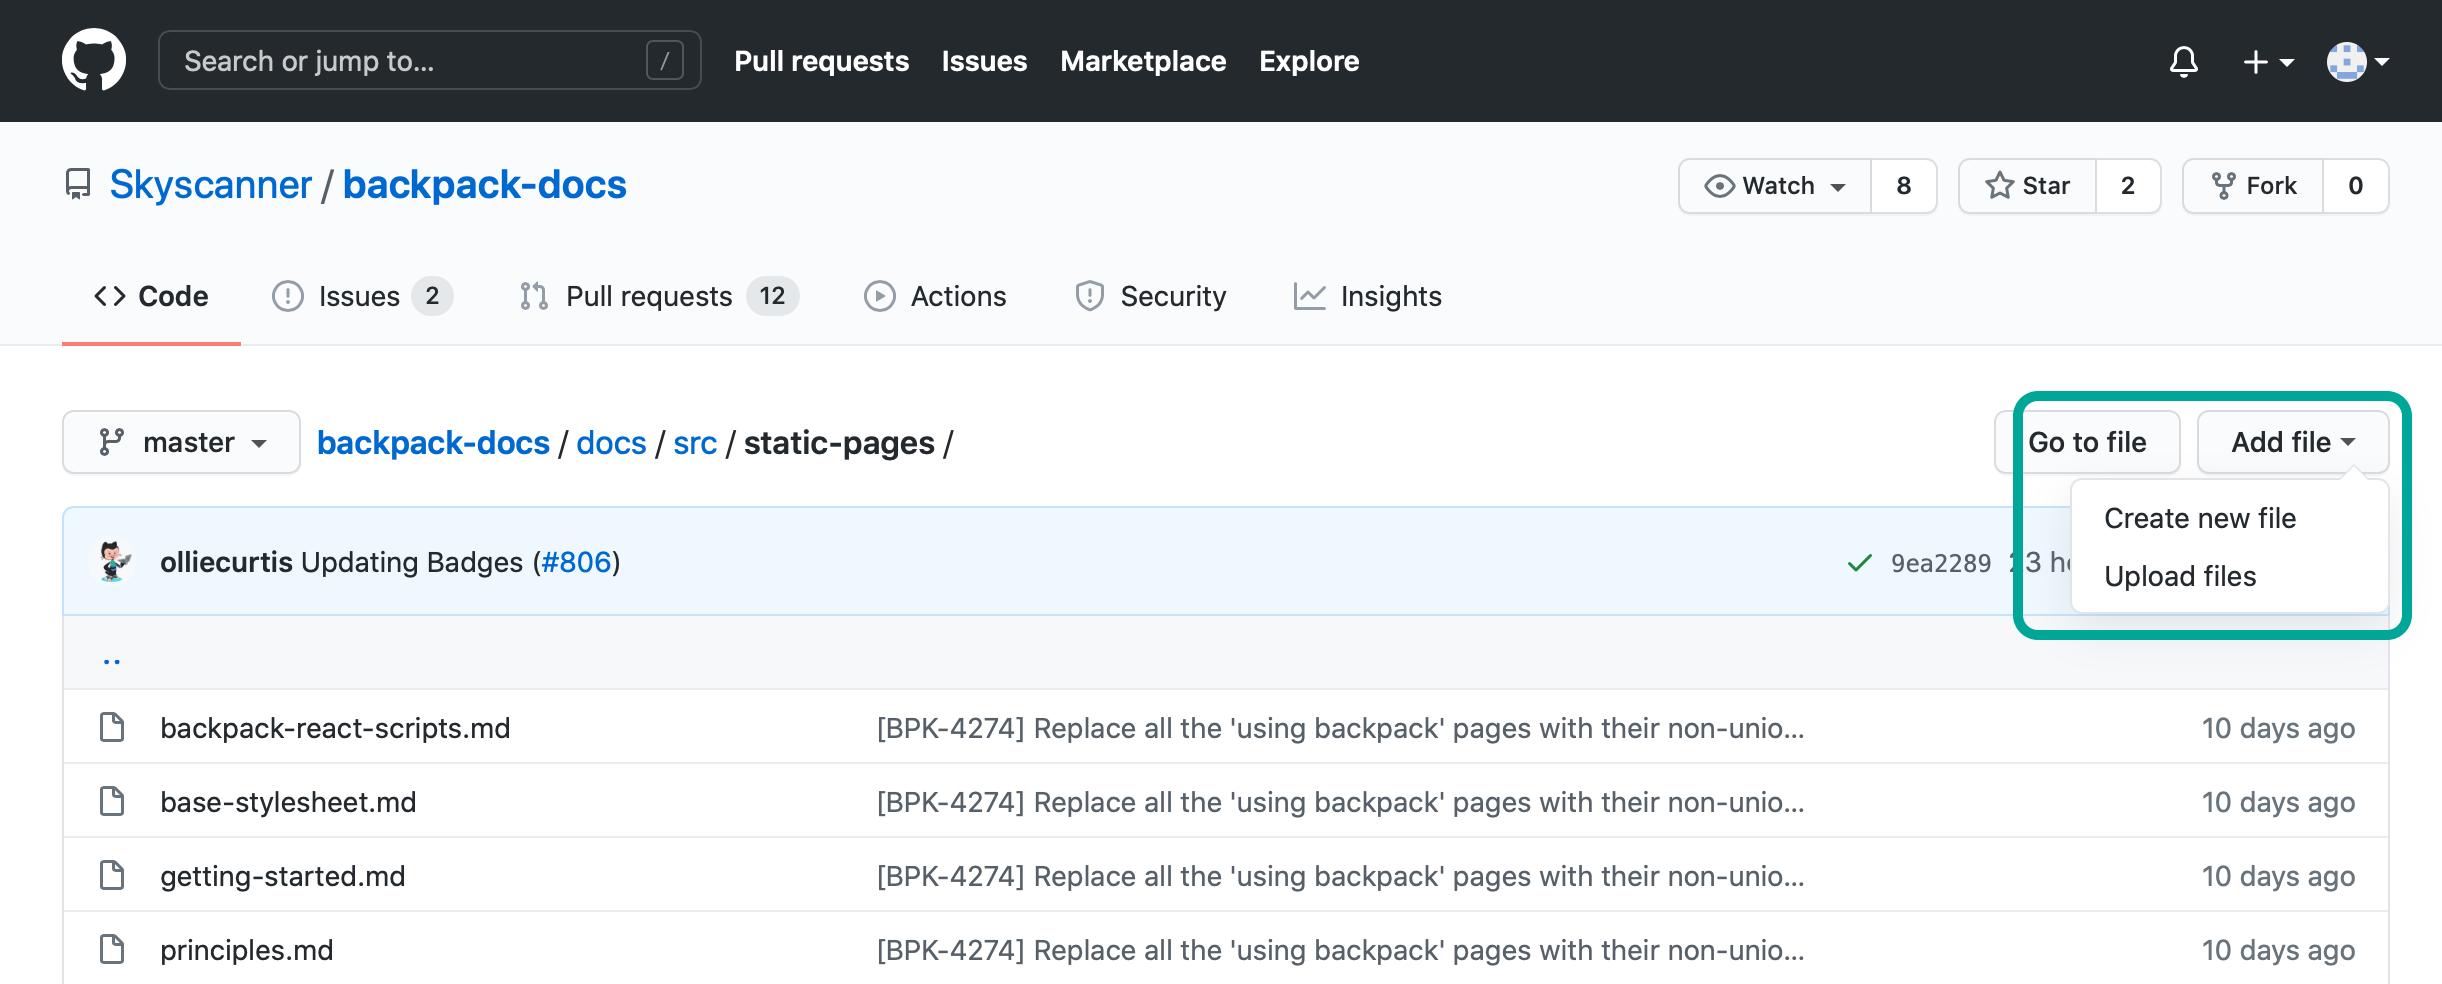 Search or jump to... /
Pull requests Issues Marketplace Explore
Skyscanner / backpack-docs
Watch 8 Star 2 Fork 0
Code Issues 2 Pull requests 12 Actions Security Insights
master backpack-docs / docs / src / static-pages /
Go to file Add file
Create new file
Upload files
olliecurtis Updating Badges (#806) 9ea2289 23
..
backpack-react-scripts.md [BPK-4274] Replace all the 'using backpack' pages with their non-unio... 10 days ago
base-stylesheet.md [BPK-4274] Replace all the 'using backpack' pages with their non-unio... 10 days ago
getting-started.md [BPK-4274] Replace all the 'using backpack' pages with their non-unio... 10 days ago
principles.md [BPK-4274] Replace all the 'using backpack' pages with their non-unio... 10 days ago